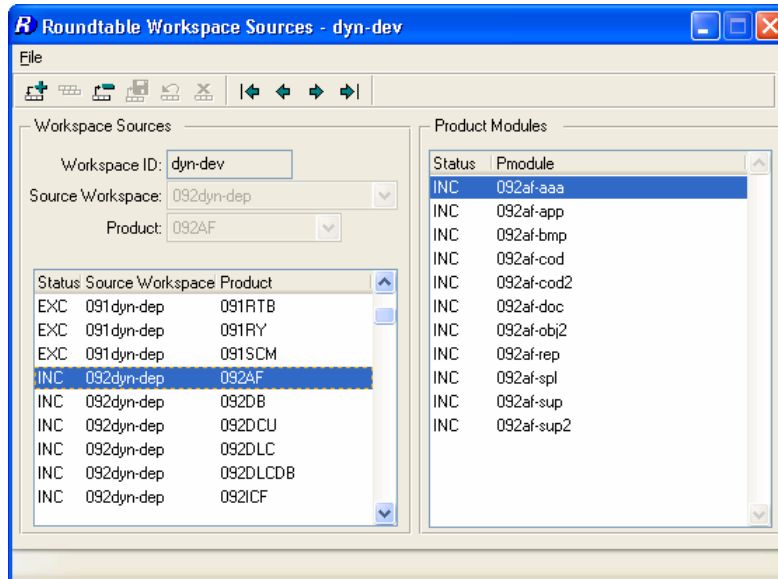 Roundtable Workspace Sources - dyn-dev
File
Workspace Sources
Workspace ID: dyn-dev
Source Workspace: 092dyn-dep
Product: 092AF
Status Source Workspace Product
EXC 091dyn-dep 091RTB
EXC 091dyn-dep 091RY
EXC 091dyn-dep 091SCM
INC 092dyn-dep 092AF
INC 092dyn-dep 092DB
INC 092dyn-dep 092DCU
INC 092dyn-dep 092DLC
INC 092dyn-dep 092DLCDB
INC 092dyn-dep 092ICF
Product Modules
Status Pmodule
INC 092af-aaa
INC 092af-app
INC 092af-bmp
INC 092af-cod
INC 092af-cod2
INC 092af-doc
INC 092af-obj2
INC 092af-rep
INC 092af-spl
INC 092af-sup
INC 092af-sup2